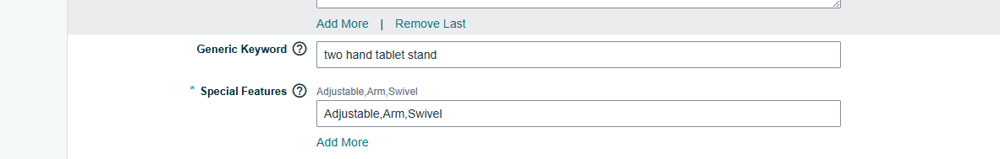 Add More | Remove Last
Generic Keyword ? two hand tablet stand
* Special Features ? Adjustable,Arm,Swivel
Adjustable,Arm,Swivel
Add More